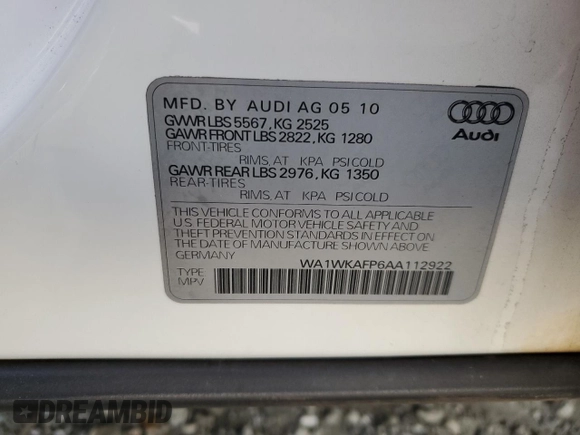 MFD. BY AUDI AG 05 10
GVWR LBS 5567, KG 2525
GAWR FRONT LBS 2822, KG 1280
FRONT-TIRES
RIMS, AT KPA PSI COLD
GAWR REAR LBS 2976, KG 1350
REAR-TIRES
RIMS, AT KPA PSI COLD
Audi
THIS VEHICLE CONFORMS TO ALL APPLICABLE
U.S. FEDERAL MOTOR VEHICLE SAFETY AND
THEFT PREVENTION STANDARDS IN EFFECT ON
THE DATE OF MANUFACTURE SHOWN ABOVE.
GERMANY
WA1WKAFP6AA112922
TYPE
MPV
DREAMBID